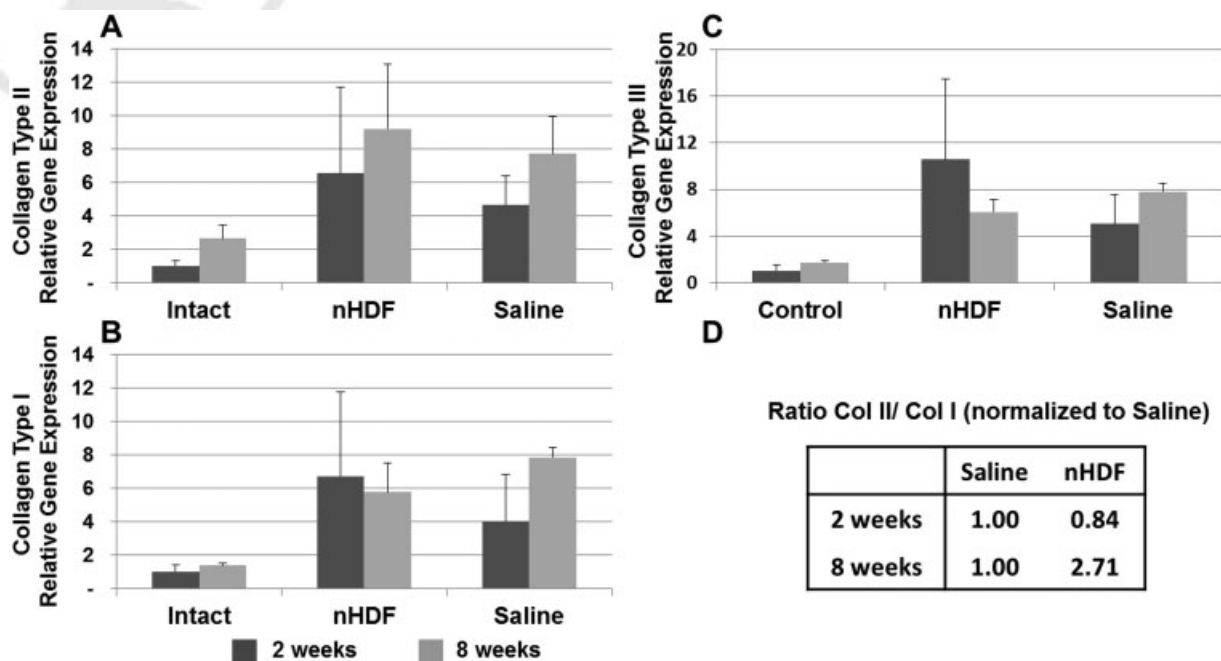 A
Collagen Type II
Relative Gene Expression
14
12
10
8
6
4
2
-
Intact nHDF Saline
B
Collagen Type I
Relative Gene Expression
14
12
10
8
6
4
2
-
Intact nHDF Saline
2 weeks 8 weeks
C
Collagen Type III
Relative Gene Expression
20
16
12
8
4
0
Control nHDF Saline
D
Ratio Col II/ Col I (normalized to Saline)
Saline nHDF
2 weeks 1.00 0.84
8 weeks 1.00 2.71